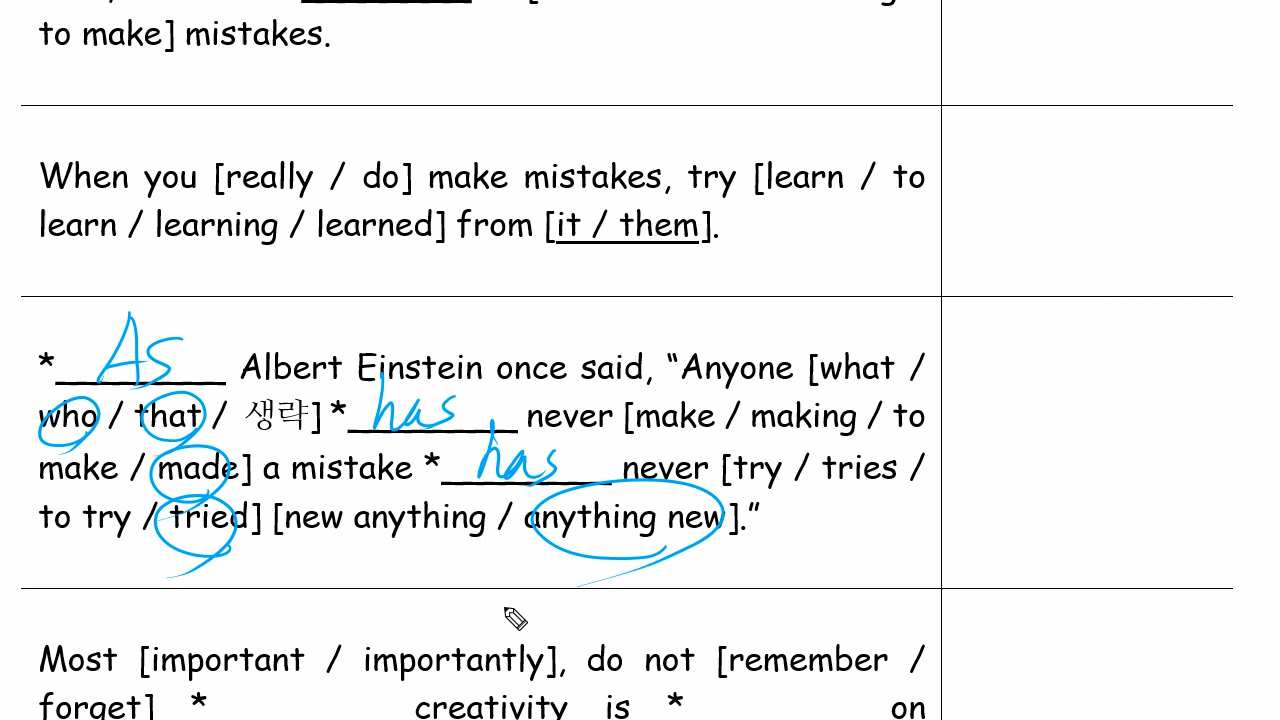 to make] mistakes.
When you [really / do] make mistakes, try [learn / to
learn / learning / learned] from [it / them].
* As Albert Einstein once said, “Anyone [what /
who / that / 생략] * has never [make / making / to
make / made] a mistake * has never [try / tries /
to try / tried] [new anything / anything new].”
Most [important / importantly], do not [remember /
forget] * creativity is * on